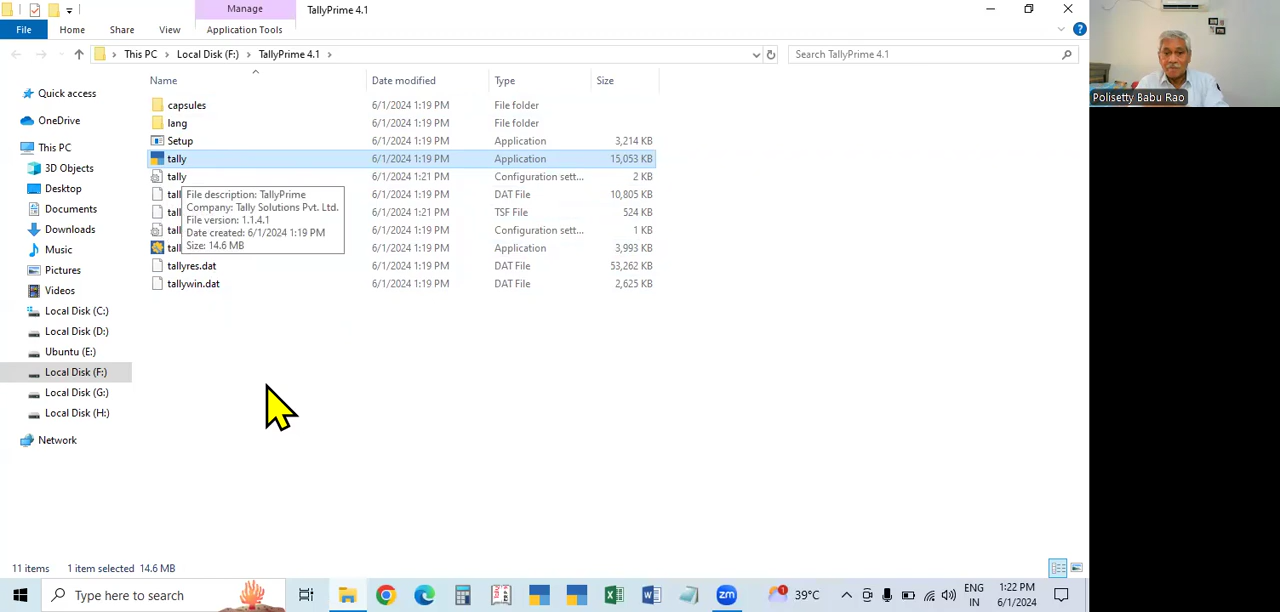 Manage
TallyPrime 4.1
File
Home
Share
View
Application Tools
This PC
Local Disk (F:)
TallyPrime 4.1
Search TallyPrime 4.1
Name
Date modified
Type
Size
Quick access
OneDrive
This PC
3D Objects
Desktop
Documents
Downloads
Music
Pictures
Videos
Local Disk (C:)
Local Disk (D:)
Ubuntu (E:)
Local Disk (F:)
Local Disk (G:)
Local Disk (H:)
Network
capsules 6/1/2024 1:19 PM File folder
lang 6/1/2024 1:19 PM File folder
Setup 6/1/2024 1:19 PM Application 3,214 KB
tally 6/1/2024 1:19 PM Application 15,053 KB
tally 6/1/2024 1:21 PM Configuration sett... 2 KB
tall 6/1/2024 1:19 PM DAT File 10,805 KB
tall 6/1/2024 1:21 PM TSF File 524 KB
tall 6/1/2024 1:19 PM Configuration sett... 1 KB
tall 6/1/2024 1:19 PM Application 3,993 KB
tallyres.dat 6/1/2024 1:19 PM DAT File 53,262 KB
tallywin.dat 6/1/2024 1:19 PM DAT File 2,625 KB
File description: TallyPrime
Company: Tally Solutions Pvt. Ltd.
File version: 1.1.4.1
Date created: 6/1/2024 1:19 PM
Size: 14.6 MB
Polisetty Babu Rao
11 items
1 item selected 14.6 MB
Type here to search
zm
39°C
ENG
IN
1:22 PM
6/1/2024